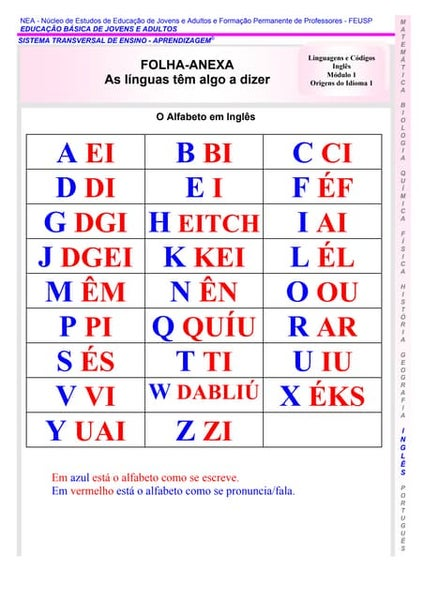 NEA - Núcleo de Estudos de Educação de Jovens e Adultos e Formação Permanente de Professores - FEUSP
EDUCAÇÃO BÁSICA DE JOVENS E ADULTOS
SISTEMA TRANSVERSAL DE ENSINO - APRENDIZAGEM©
FOLHA-ANEXA
As línguas têm algo a dizer
Linguagens e Códigos
Inglês
Módulo 1
Origens do Idioma 1
O Alfabeto em Inglês
A EI B BI C CI
D DI E I F ÉF
G DGI H EITCH I AI
J DGEI K KEI L ÉL
M ÊM N ÊN O OU
P PI Q QUÍU R AR
S ÉS T TI U IU
V VI W DABLIÚ X ÉKS
Y UAI Z ZI
Em azul está o alfabeto como se escreve.
Em vermelho está o alfabeto como se pronuncia/fala.
MATEMÁTICA
BIOLOGIA
QUÍMICA
FÍSICA
HISTÓRIA
GEOGRAFIA
INGLÊS
PORTUGUÊS